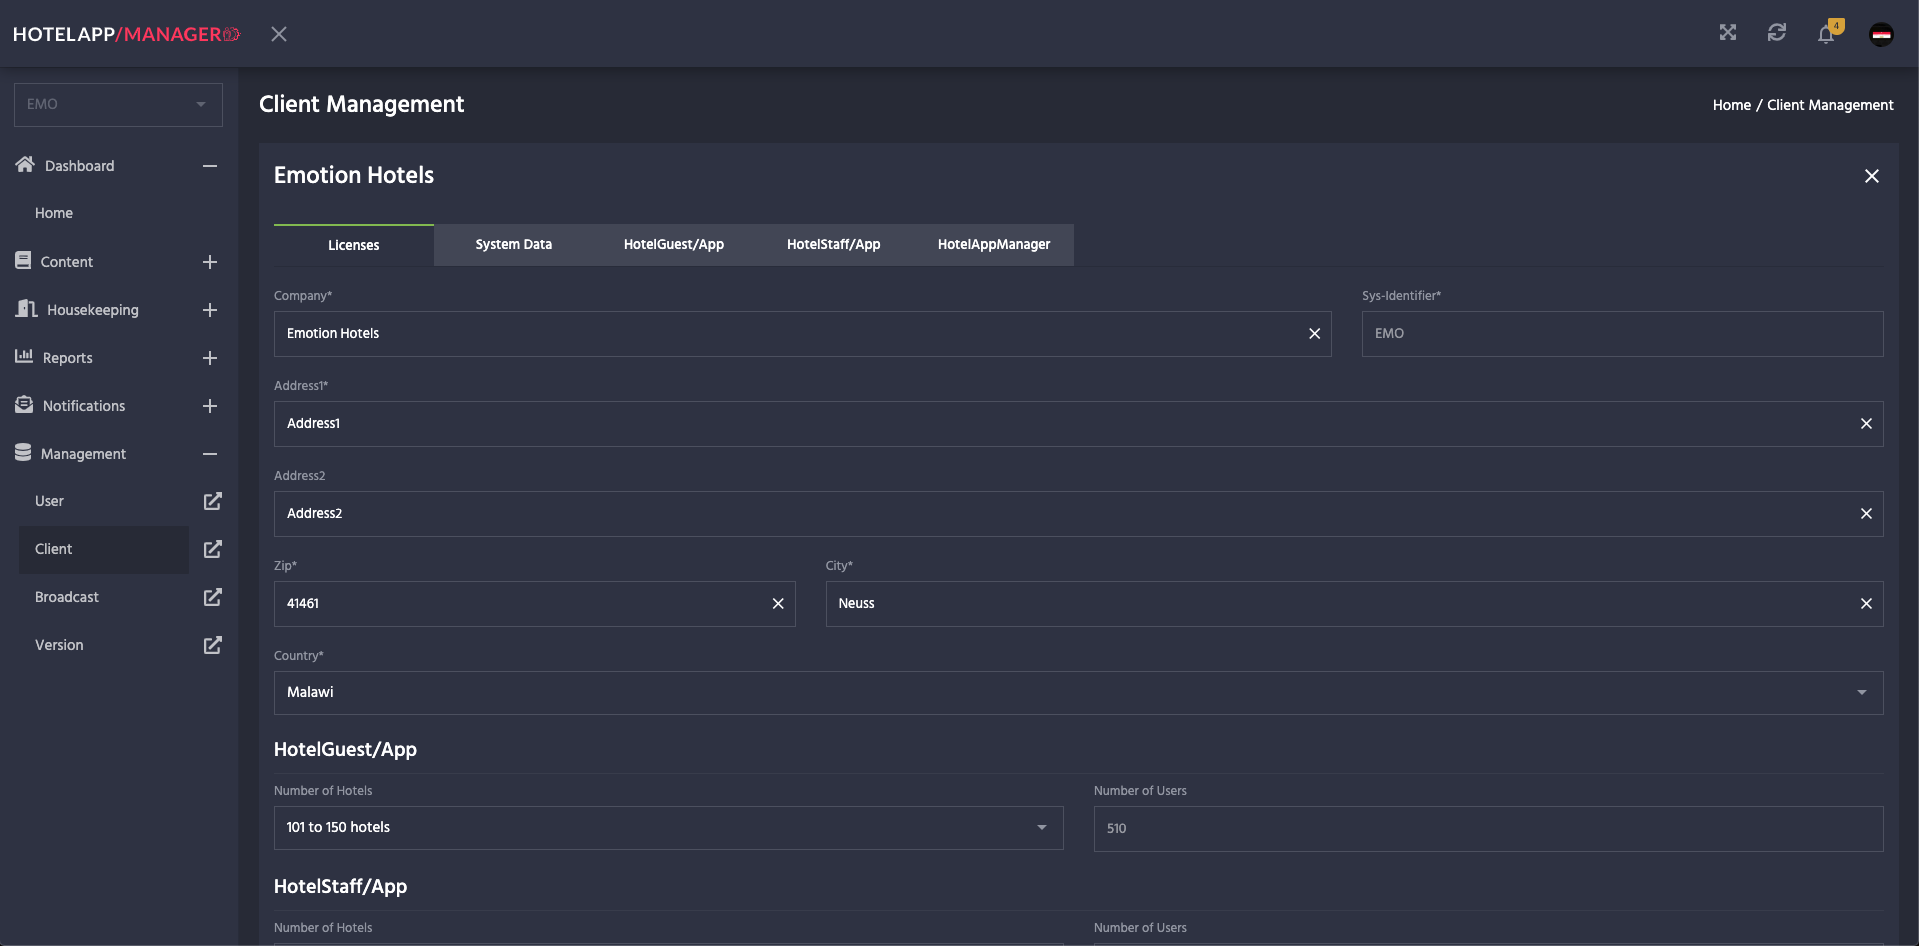 HOTELAPP/MANAGER
4
EMO
Dashboard
Home
Content
Housekeeping
Reports
Notifications
Management
User
Client
Broadcast
Version
Client Management
Home / Client Management
Emotion Hotels
Licenses
System Data
HotelGuest/App
HotelStaff/App
HotelAppManager
Company*
Sys-Identifier*
Emotion Hotels
EMO
Address1*
Address1
Address2
Address2
Zip*
City*
41461
Neuss
Country*
Malawi
HotelGuest/App
Number of Hotels
Number of Users
101 to 150 hotels
510
HotelStaff/App
Number of Hotels
Number of Users